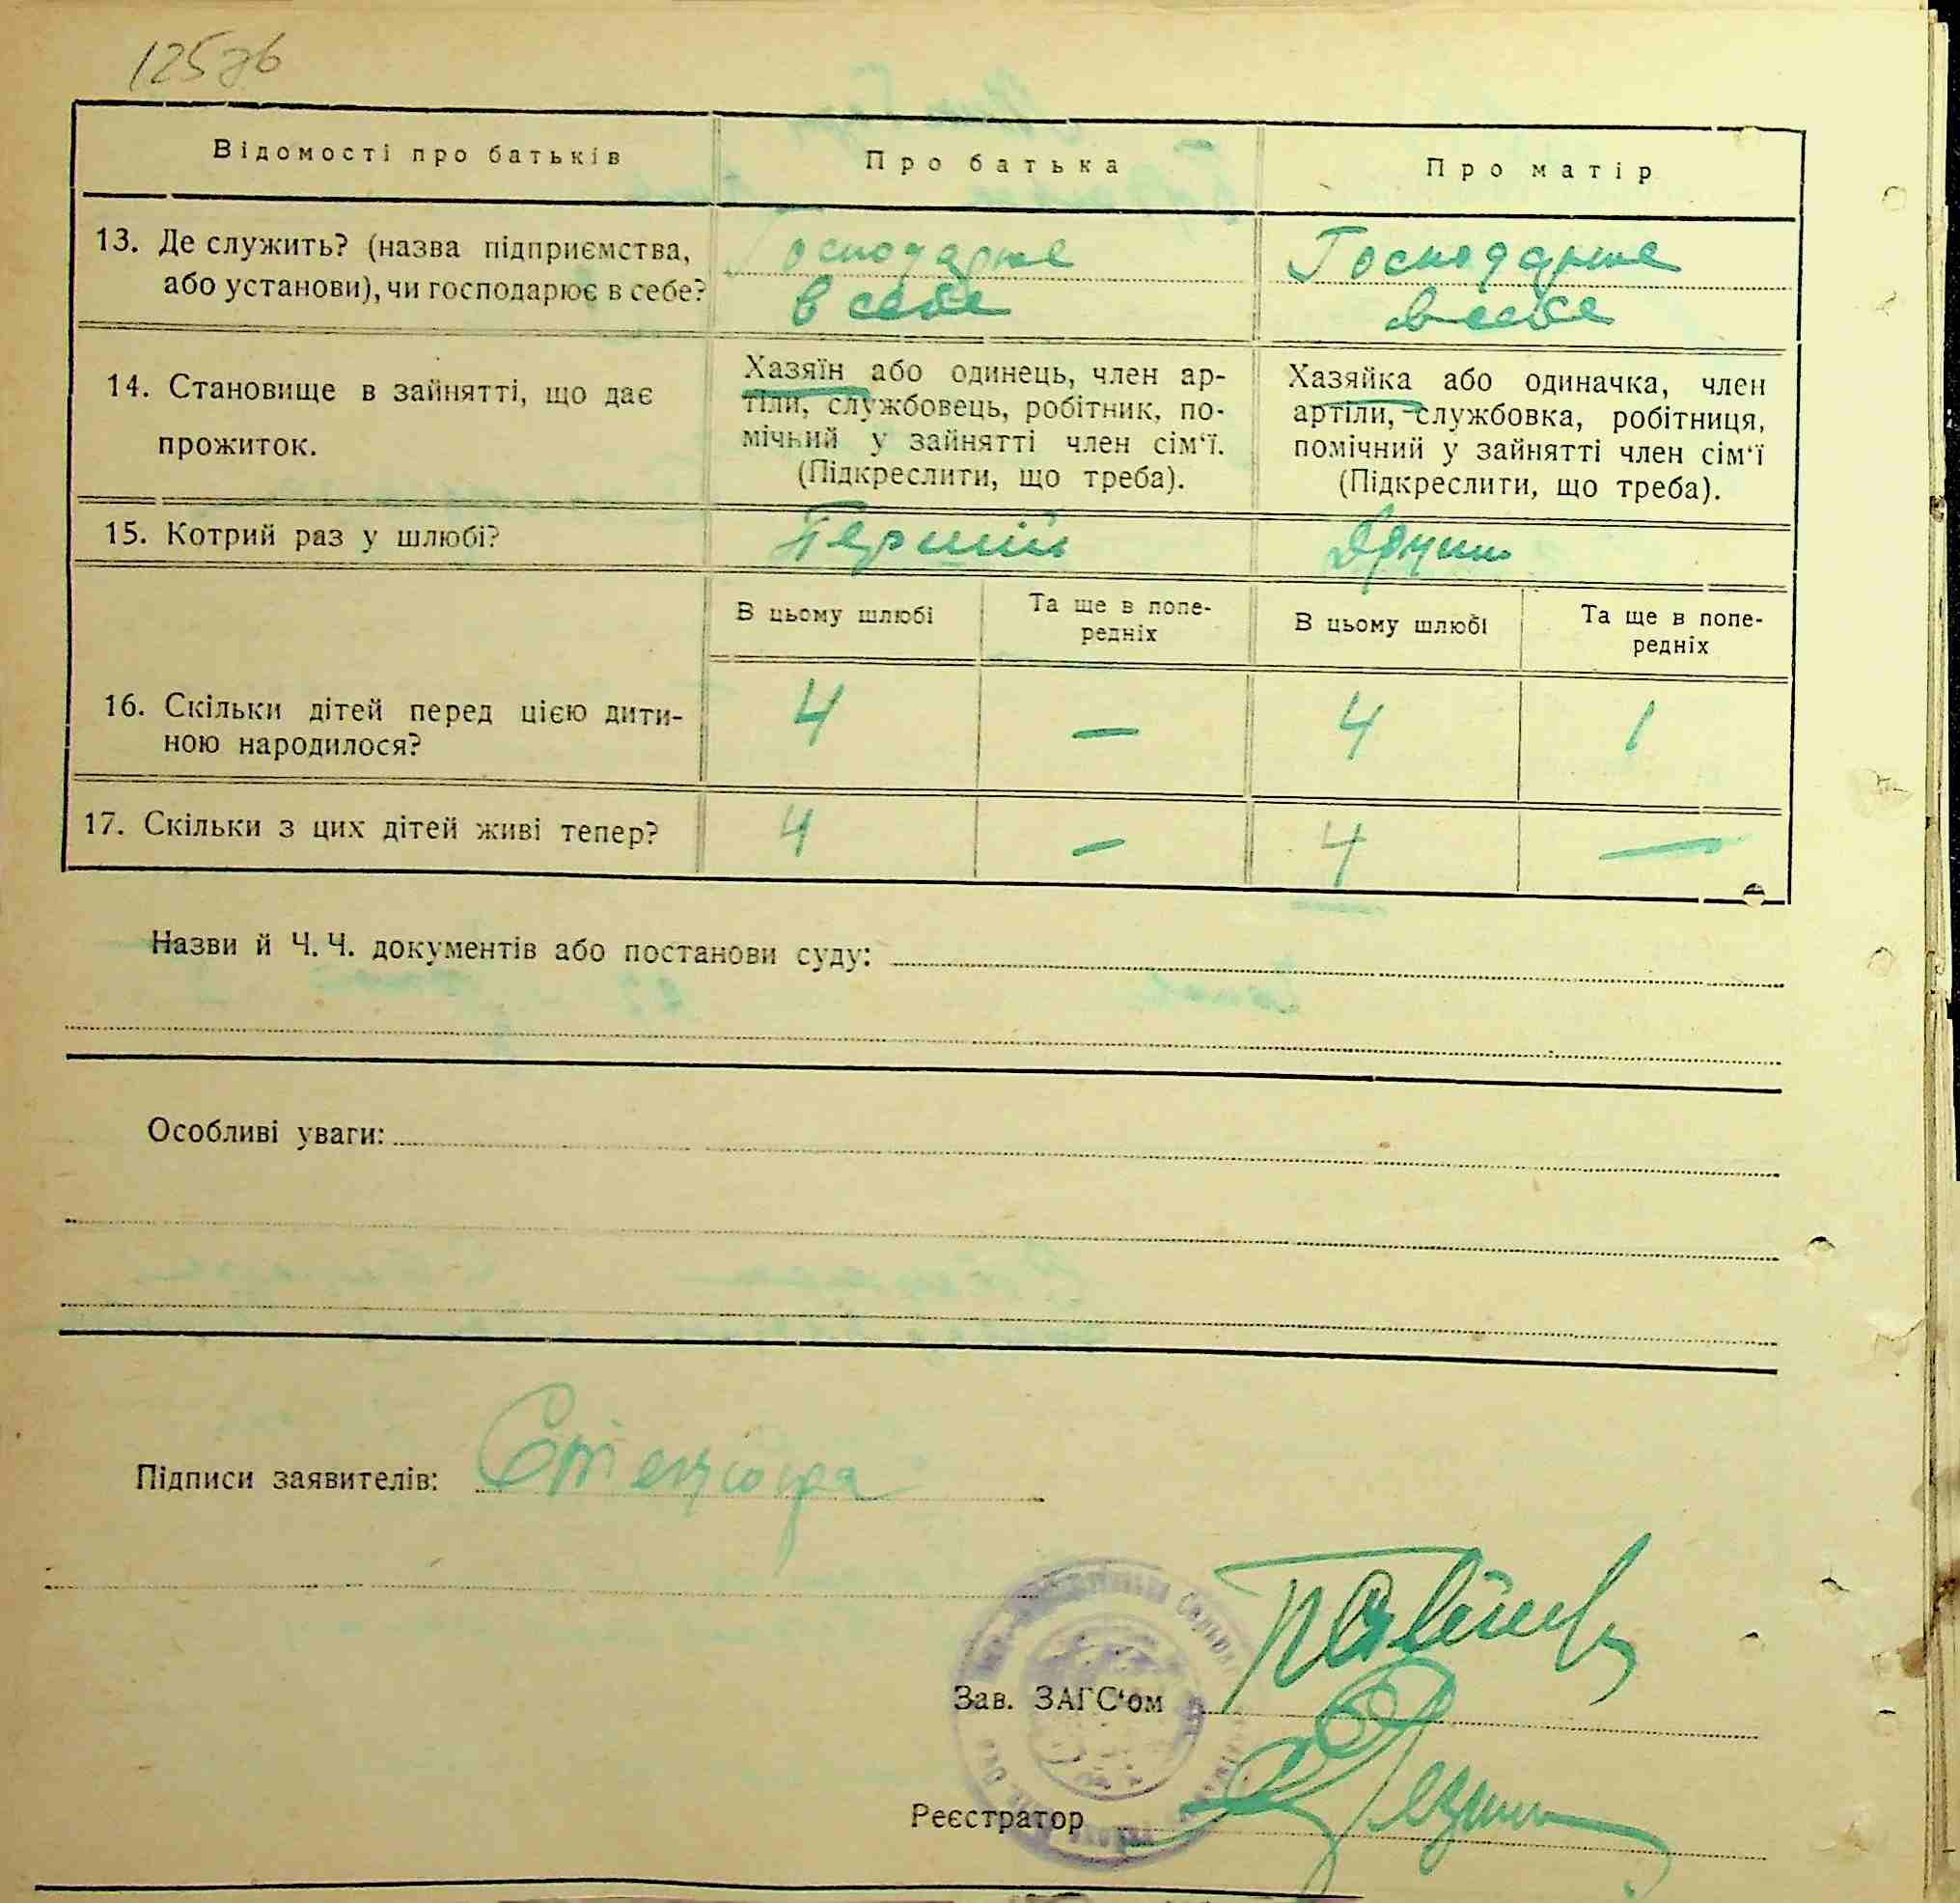 125зв
Відомості про батьків
Про батька
Про матір
13. Де служить? (назва підприємства,
або установи), чи господарює в себе?
Господарює
в себе
Господарює
в себе
14. Становище в зайнятті, що дає
прожиток.
Хазяїн або одинець, член ар-
тіли, службовець, робітник, по-
мічний у зайнятті член сім‘ї.
(Підкреслити, що треба).
Хазяйка або одиначка, член
артіли, службовка, робітниця,
помічний у зайнятті член сім‘ї
(Підкреслити, що треба).
15. Котрий раз у шлюбі?
Перший
Други
В цьому шлюбі
Та ще в попе-
редніх
В цьому шлюбі
Та ще в попе-
редніх
16. Скільки дітей перед цією дити-
ною народилося?
4
—
4
1
17. Скільки з цих дітей живі тепер?
4
—
4
—
Назви й Ч. Ч. документів або постанови суду:
Особливі уваги:
Підписи заявителів:
Зав. ЗАГС‘ом
Реєстратор